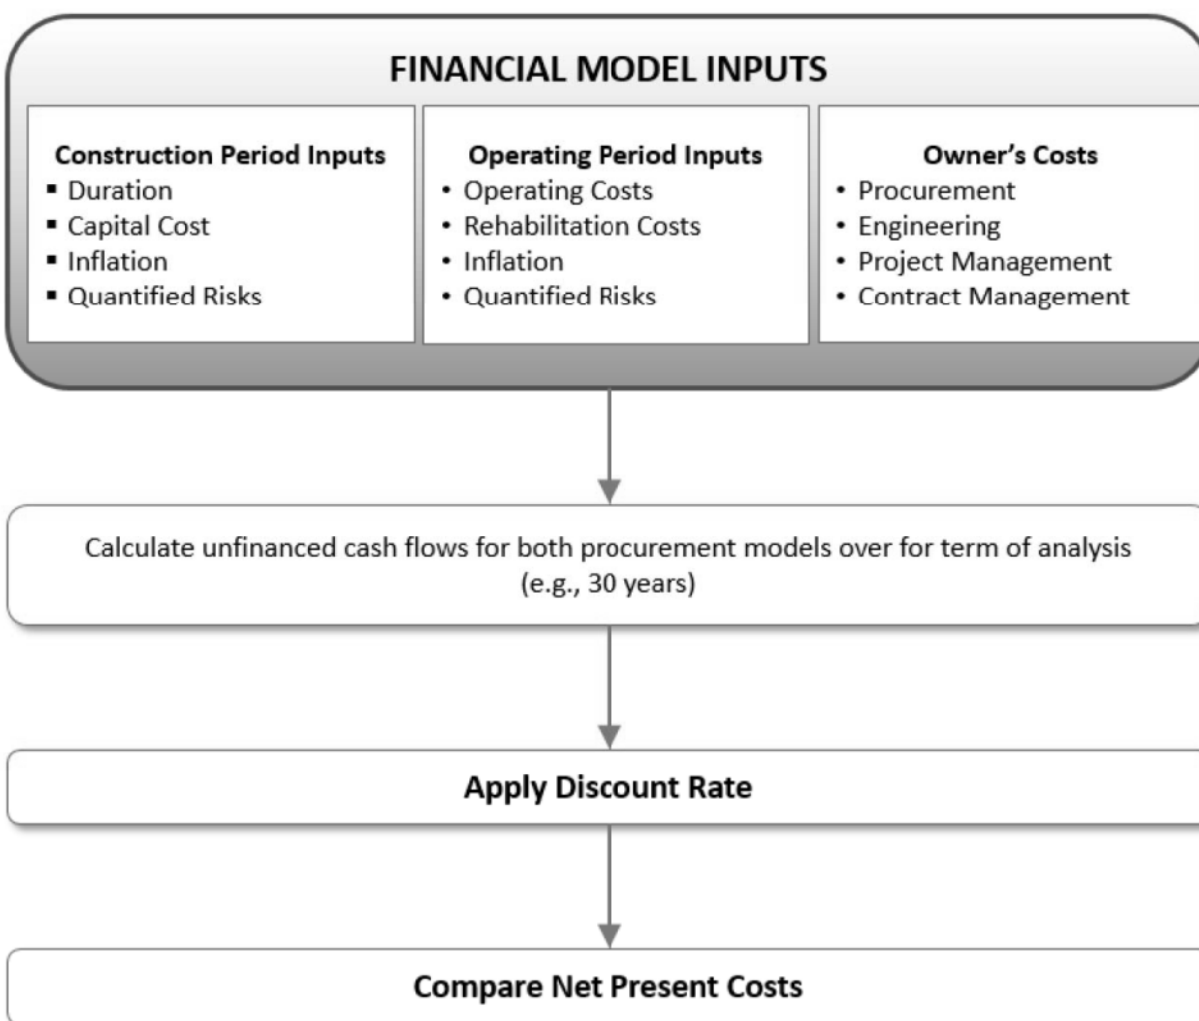 FINANCIAL MODEL INPUTS
Construction Period Inputs
▪ Duration
▪ Capital Cost
▪ Inflation
▪ Quantified Risks
Operating Period Inputs
• Operating Costs
• Rehabilitation Costs
• Inflation
• Quantified Risks
Owner's Costs
• Procurement
• Engineering
• Project Management
• Contract Management
Calculate unfinanced cash flows for both procurement models over for term of analysis
(e.g., 30 years)
Apply Discount Rate
Compare Net Present Costs